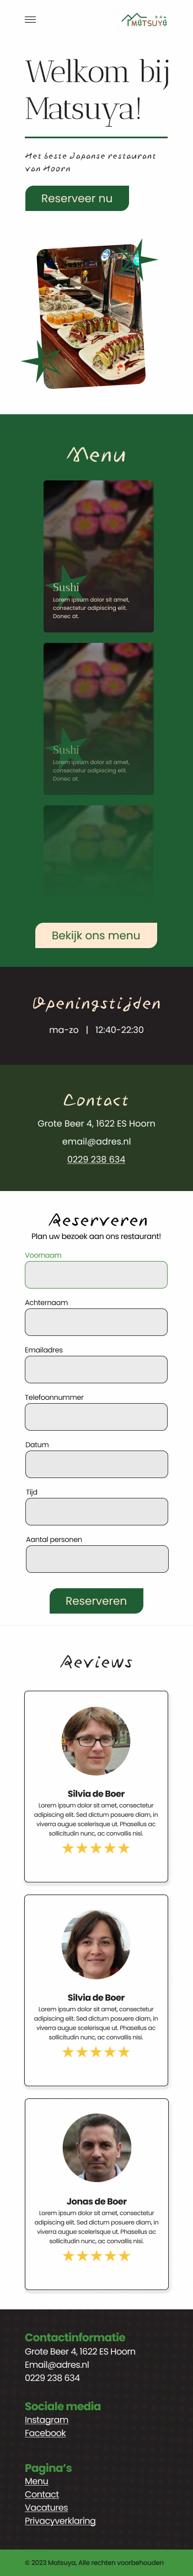 MATSUYA
Welkom bij
Matsuya!
Het beste Japanse restaurant
van Hoorn
Reserveer nu
Menu
Sushi
Lorem ipsum dolor sit amet,
consectetur adipiscing elit.
Donec at.
Sushi
Lorem ipsum dolor sit amet,
consectetur adipiscing elit.
Donec at.
Bekijk ons menu
Openingstijden
ma-zo | 12:40-22:30
Contact
Grote Beer 4, 1622 ES Hoorn
email@adres.nl
0229 238 634
Reserveren
Plan uw bezoek aan ons restaurant!
Voornaam
Achternaam
Emailadres
Telefoonnummer
Datum
Tijd
Aantal personen
Reserveren
Reviews
Silvia de Boer
Lorem ipsum dolor sit amet, consectetur
adipiscing elit. Sed dictum posuere diam, in
viverra augue scelerisque ut. Phasellus ac
sollicitudin nunc, ac convallis nisi.
Silvia de Boer
Lorem ipsum dolor sit amet, consectetur
adipiscing elit. Sed dictum posuere diam, in
viverra augue scelerisque ut. Phasellus ac
sollicitudin nunc, ac convallis nisi.
Jonas de Boer
Lorem ipsum dolor sit amet, consectetur
adipiscing elit. Sed dictum posuere diam, in
viverra augue scelerisque ut. Phasellus ac
sollicitudin nunc, ac convallis nisi.
Contactinformatie
Grote Beer 4, 1622 ES Hoorn
Email@adres.nl
0229 238 634
Sociale media
Instagram
Facebook
Pagina's
Menu
Contact
Vacatures
Privacyverklaring
© 2023 Matsuya, Alle rechten voorbehouden